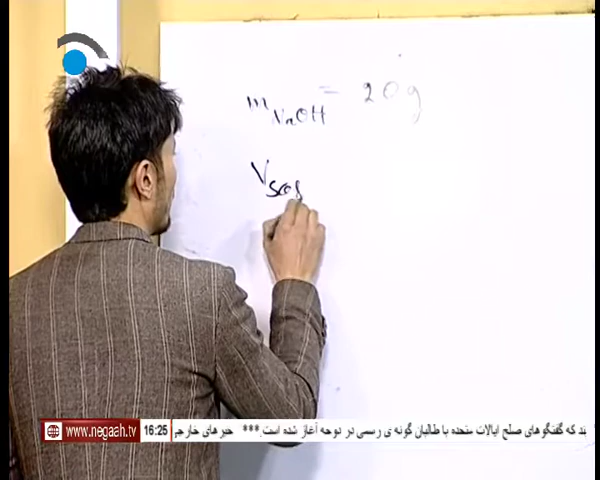 m NaOH = 20g
V
www.negaah.tv 16:25 ند که گفتگوهای صلح ایالات متحده با طالبان گونه ی رسمی در دوحه آغاز شده است.*** خبرهای خارجی